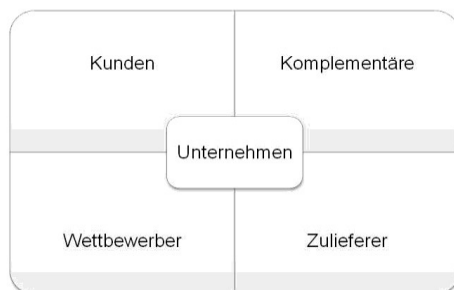 Kunden
Komplementäre
Unternehmen
Wettbewerber
Zulieferer